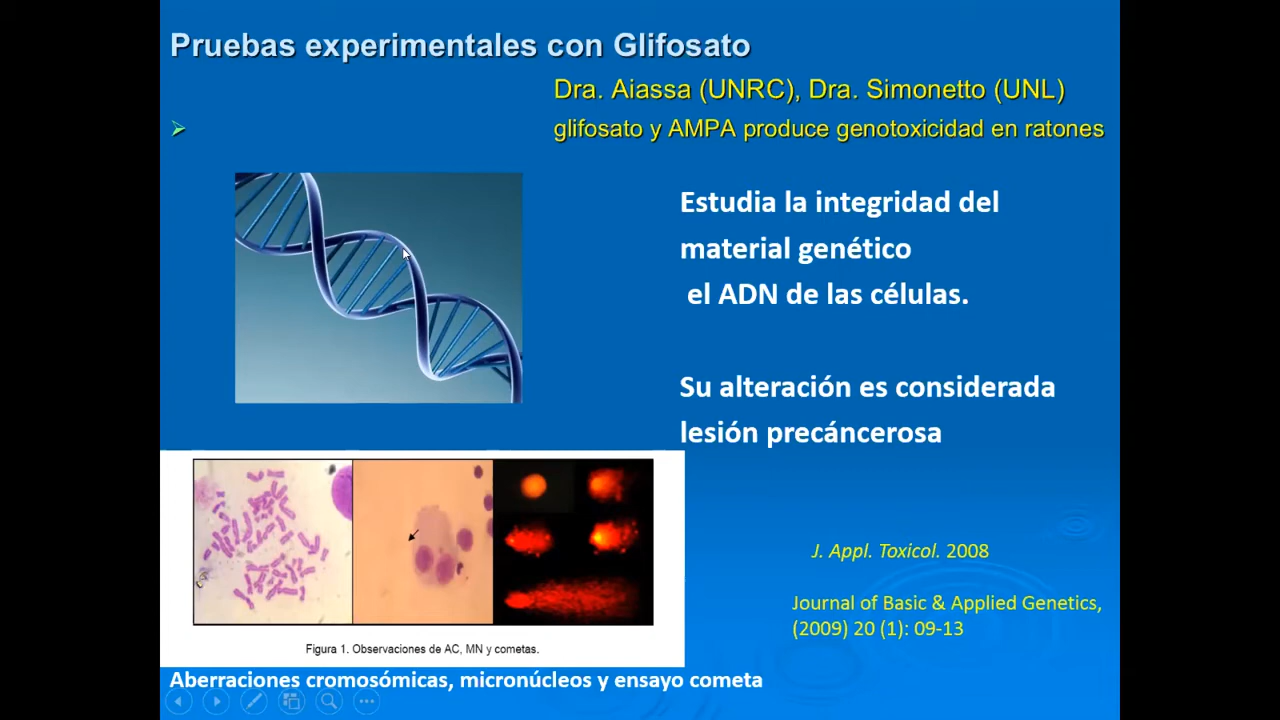 Pruebas experimentales con Glifosato
Dra. Aiassa (UNRC), Dra. Simonetto (UNL)
glifosato y AMPA produce genotoxicidad en ratones
Estudia la integridad del
material genético
el ADN de las células.
Su alteración es considerada
lesión precáncerosa
Figura 1. Observaciones de AC, MN y cometas.
J. Appl. Toxicol. 2008
Journal of Basic & Applied Genetics,
(2009) 20 (1): 09-13
Aberraciones cromosómicas, micronúcleos y ensayo cometa